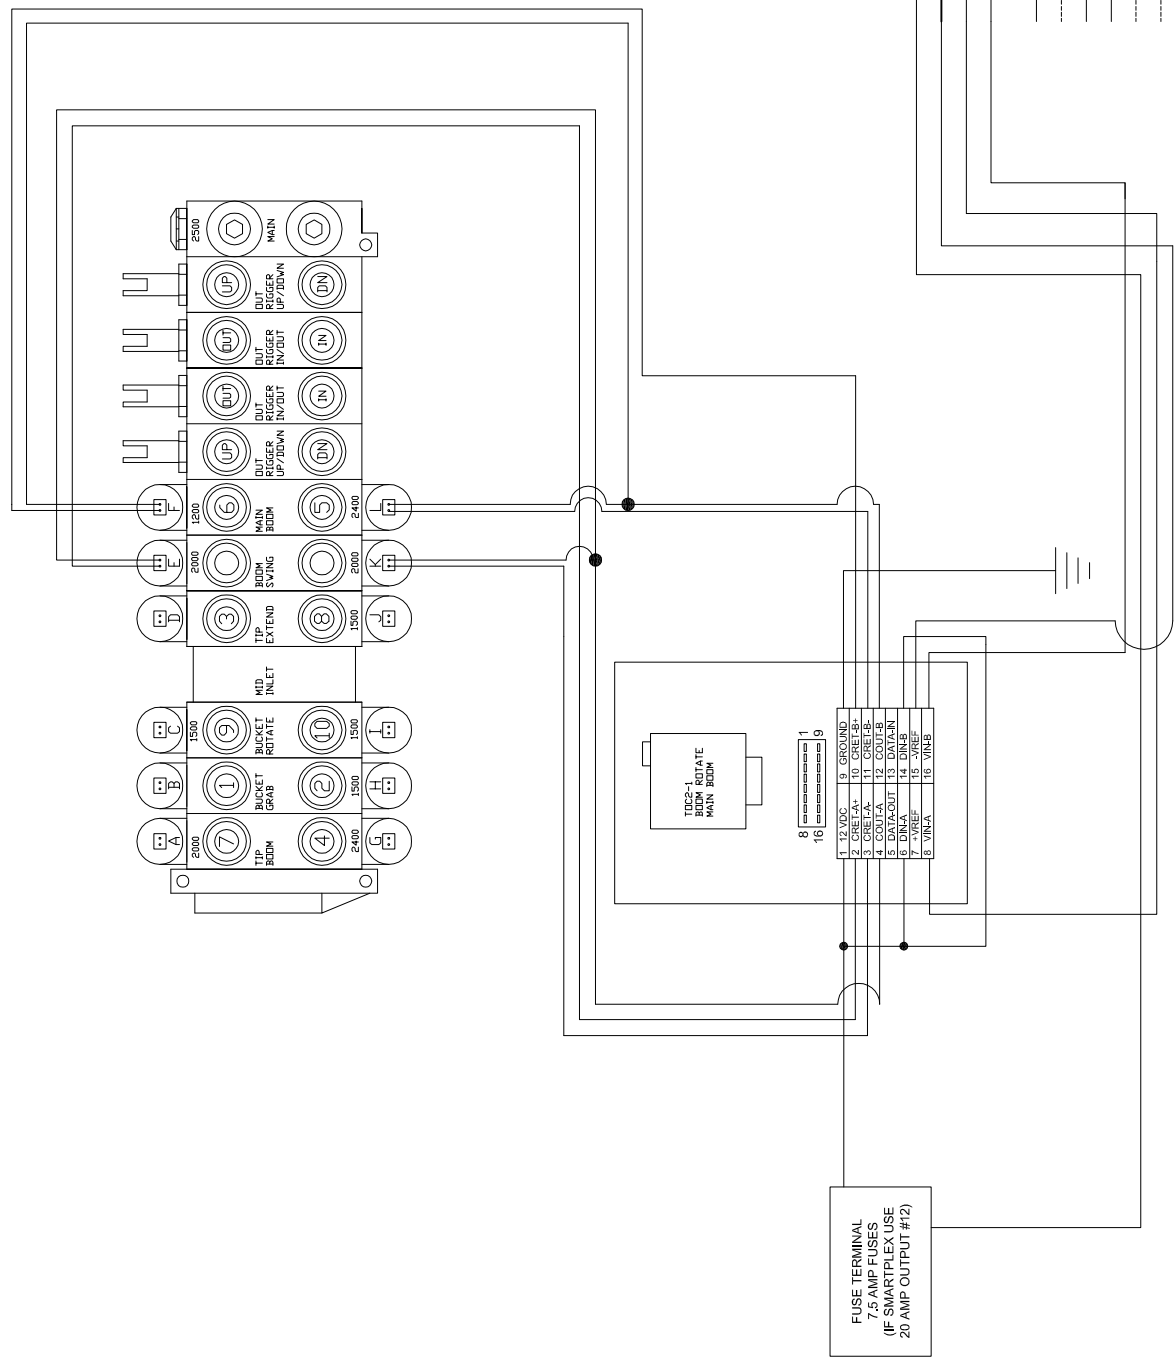 2500
MAIN
UP
OUT
RIGGER
UP/DOWN
DN
OUT
OUT
RIGGER
IN/OUT
IN
OUT
OUT
RIGGER
IN/OUT
IN
UP
OUT
RIGGER
UP/DOWN
DN
F
1200
6
MAIN
BOOM
5
2400
L
E
2000
BOOM
SWING
2000
K
D
3
TIP
EXTEND
8
1500
J
MID
INLET
C
1500
9
BUCKET
ROTATE
10
1500
I
B
1
BUCKET
GRAB
2
1500
H
A
2000
7
TIP
BOOM
4
2400
G
TOC2-1
BOOM ROTATE
MAIN BOOM
8 1
16 9
1 12 VDC 9 GROUND
2 CRET-A+ 10 CRET-B+
3 CRET-A- 11 CRET-B-
4 COUT-A 12 COUT-B
5 DATA-OUT 13 DATA-IN
6 DIN-A 14 DIN-B
7 +VREF 15 -VREF
8 VIN-A 16 VIN-B
FUSE TERMINAL
7.5 AMP FUSES
(IF SMARTPLEX USE
20 AMP OUTPUT #12)